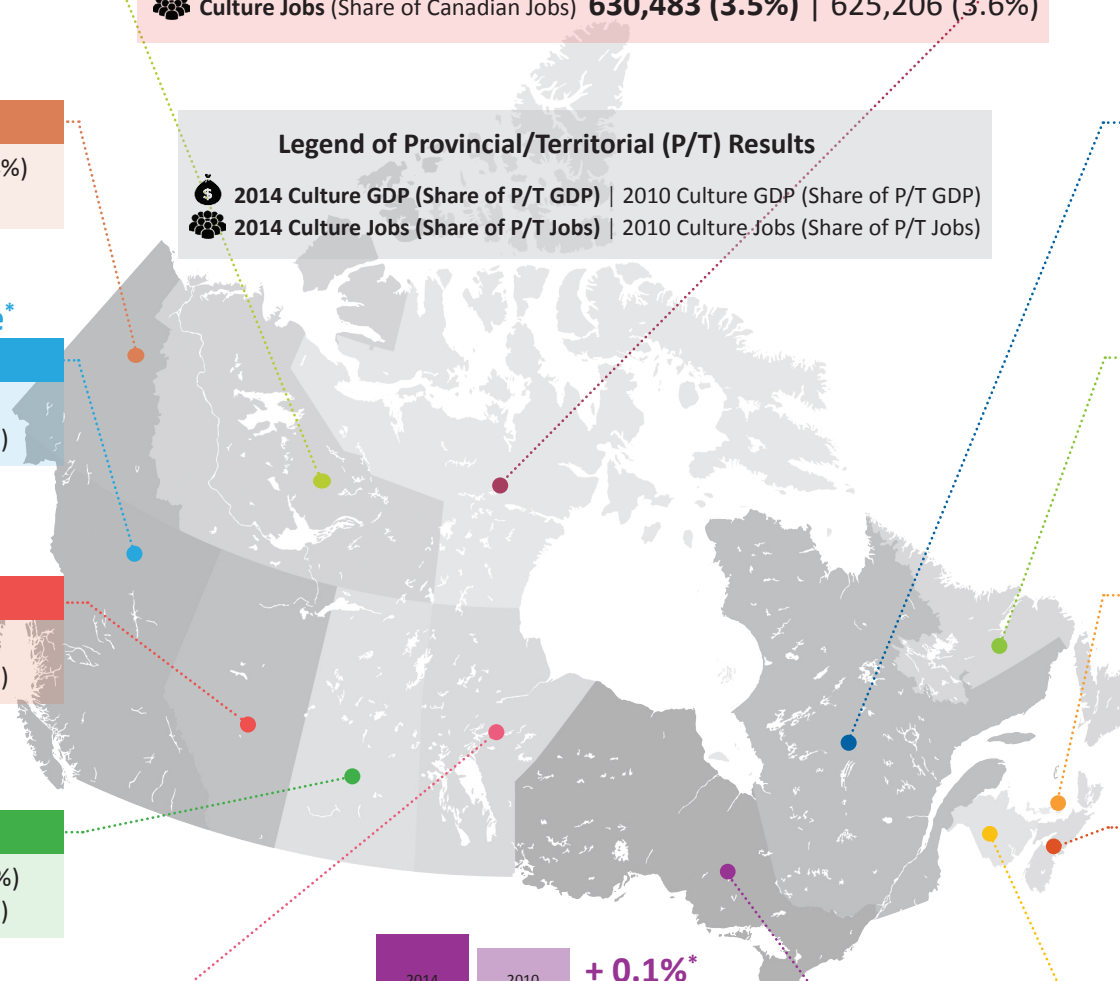 Culture Jobs (Share of Canadian Jobs) 630,483 (3.5%) | 625,206 (3.6%)
Legend of Provincial/Territorial (P/T) Results
$ 2014 Culture GDP (Share of P/T GDP) | 2010 Culture GDP (Share of P/T GDP)
2014 Culture Jobs (Share of P/T Jobs) | 2010 Culture Jobs (Share of P/T Jobs)
%)
e*
)
)
%)
)
2014 2010 + 0.1%*